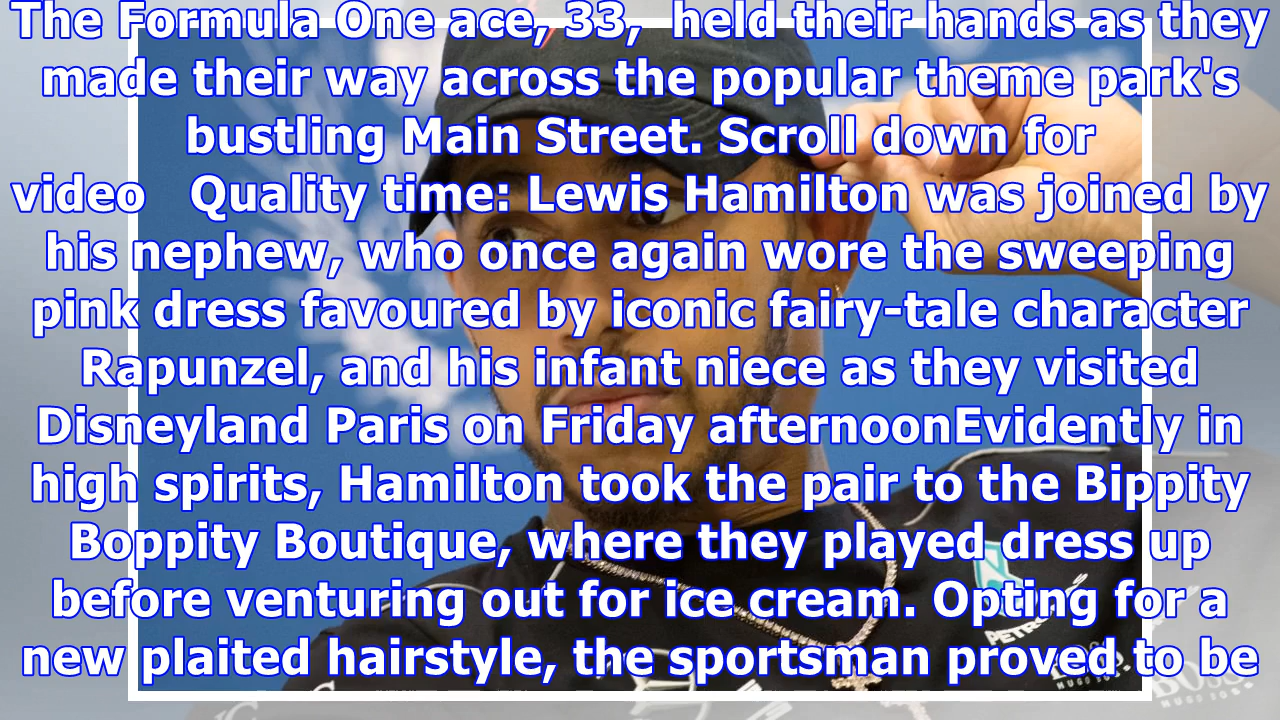 The Formula One ace, 33,  held their hands as they
made their way across the popular theme park's
bustling Main Street. Scroll down for
video   Quality time: Lewis Hamilton was joined by
his nephew, who once again wore the sweeping
pink dress favoured by iconic fairy-tale character
Rapunzel, and his infant niece as they visited
Disneyland Paris on Friday afternoonEvidently in
high spirits, Hamilton took the pair to the Bippity
Boppity Boutique, where they played dress up
before venturing out for ice cream. Opting for a
new plaited hairstyle, the sportsman proved to be
BOSS
HUGO BOSS